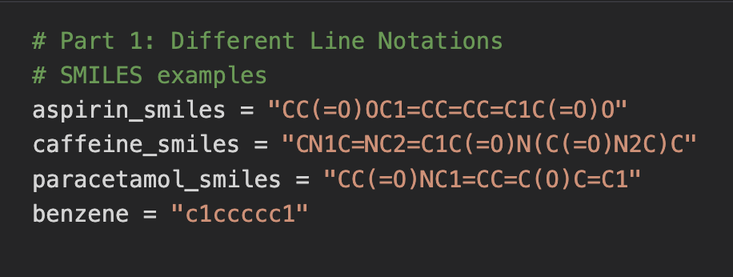 # Part 1: Different Line Notations
# SMILES examples
aspirin_smiles = "CC(=O)OC1=CC=CC=C1C(=O)O"
caffeine_smiles = "CN1C=NC2=C1C(=O)N(C(=O)N2C)C"
paracetamol_smiles = "CC(=O)NC1=CC=C(O)C=C1"
benzene = "c1ccccc1"